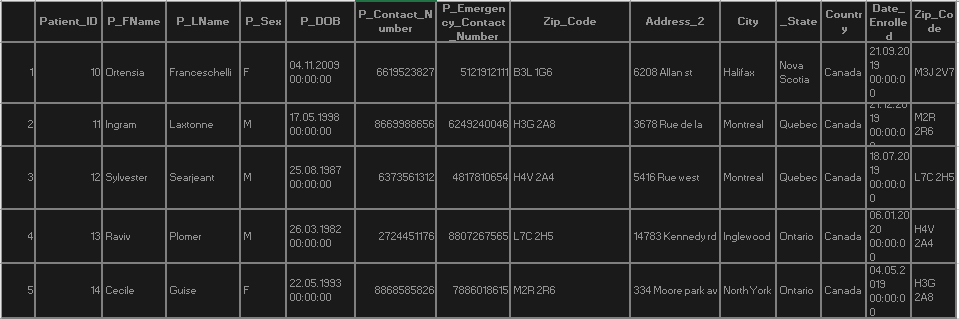 Patient_ID P_FName P_LName P_Sex P_DOB P_Contact_Number P_Emergency_Contact_Number Zip_Code Address_2 City _State Country Date_Enrolled Zip_Code
1 10 Ortensia Franceschelli F 04.11.2009 00:00:00 6619523827 5121912111 B3L 1G6 6208 Allan st Halifax Nova Scotia Canada 21.09.2019 00:00:00 M3J 2V7
2 11 Ingram Laxtonne M 17.05.1998 00:00:00 8669988656 6249240046 H3G 2A8 3678 Rue de la Montreal Quebec Canada 21.12.2019 00:00:0 M2R 2R6
3 12 Sylvester Searjeant M 25.08.1987 00:00:00 6373561312 4817810654 H4V 2A4 5416 Rue west Montreal Quebec Canada 18.07.2019 00:00:00 L7C 2H5
4 13 Raviv Plomer M 26.03.1982 00:00:00 2724451176 8807267565 L7C 2H5 14783 Kennedy rd Inglewood Ontario Canada 06.01.2020 00:00:00 H4V 2A4
5 14 Cecile Guise F 22.05.1993 00:00:00 8868585826 7886018615 M2R 2R6 334 Moore park av North York Ontario Canada 04.05.2019 00:00:00 H3G 2A8